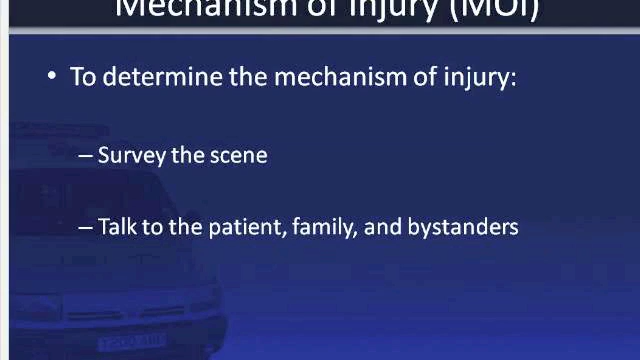 Mechanism of Injury (MOI)
• To determine the mechanism of injury:
– Survey the scene
– Talk to the patient, family, and bystanders